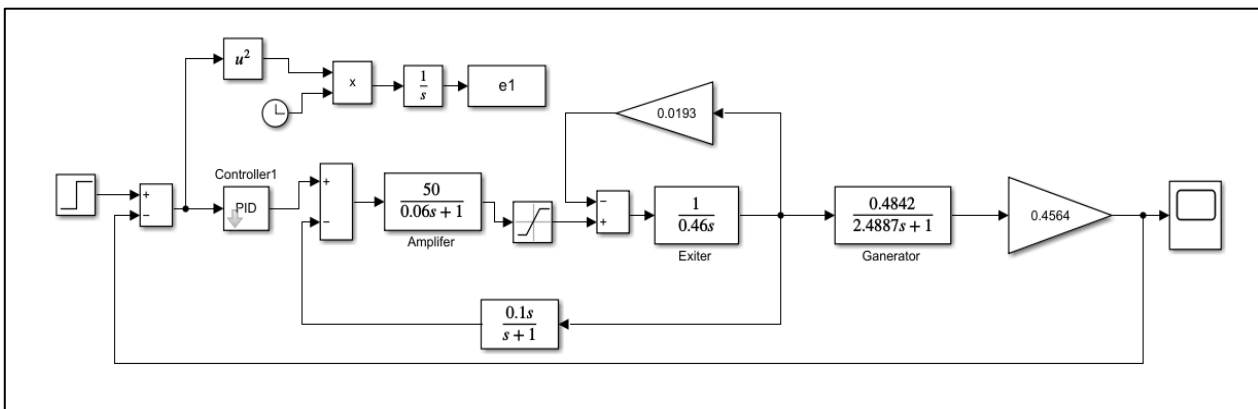 u²
x
1
s
e1
0.0193
Controller1
+
−
PID
+
−
50
0.06s + 1
Amplifer
−
+
1
0.46s
Exiter
0.4842
2.4887s + 1
Ganerator
0.4564
0.1s
s + 1